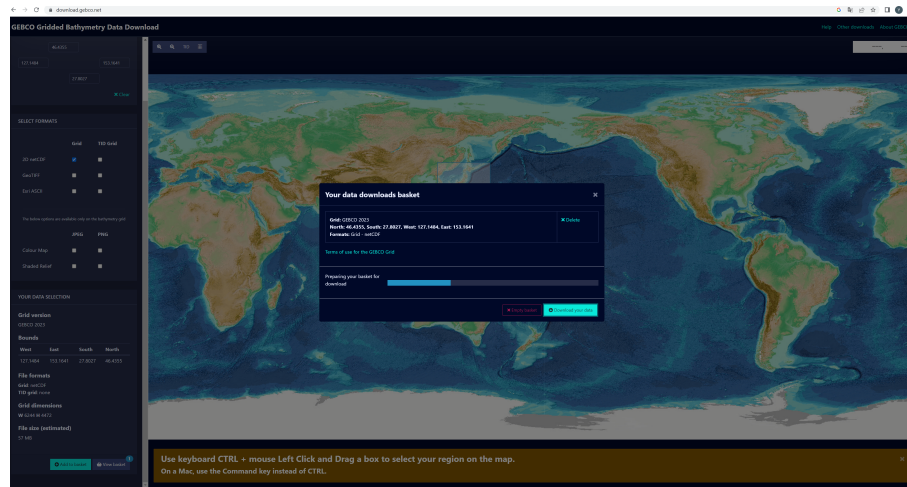 download.gebco.net
GEBCO Gridded Bathymetry Data Download
Help Other downloads About GEBCO
46.4355
127.1484 153.1641
27.8027
Clear
SELECT FORMATS
Grid TID Grid
2D netCDF
GeoTIFF
Esri ASCII
The below options are available only on the bathymetry grid
JPEG PNG
Colour Map
Shaded Relief
YOUR DATA SELECTION
Grid version
GEBCO 2023
Bounds
West East South North
127.1484 153.1641 27.8027 46.4355
File formats
Grid: netCDF
TID grid: none
Grid dimensions
File size (estimated)
57 MB
Add to basket View basket
1
Your data downloads basket
Grid: GEBCO 2023
North: 46.4355, South: 27.8027, West: 127.1484, East: 153.1641
Formats: Grid - netCDF
Delete
Terms of use for the GEBCO Grid
Preparing your basket for
download
Empty basket Download your data
Use keyboard CTRL + mouse Left Click and Drag a box to select your region on the map.
On a Mac, use the Command key instead of CTRL.